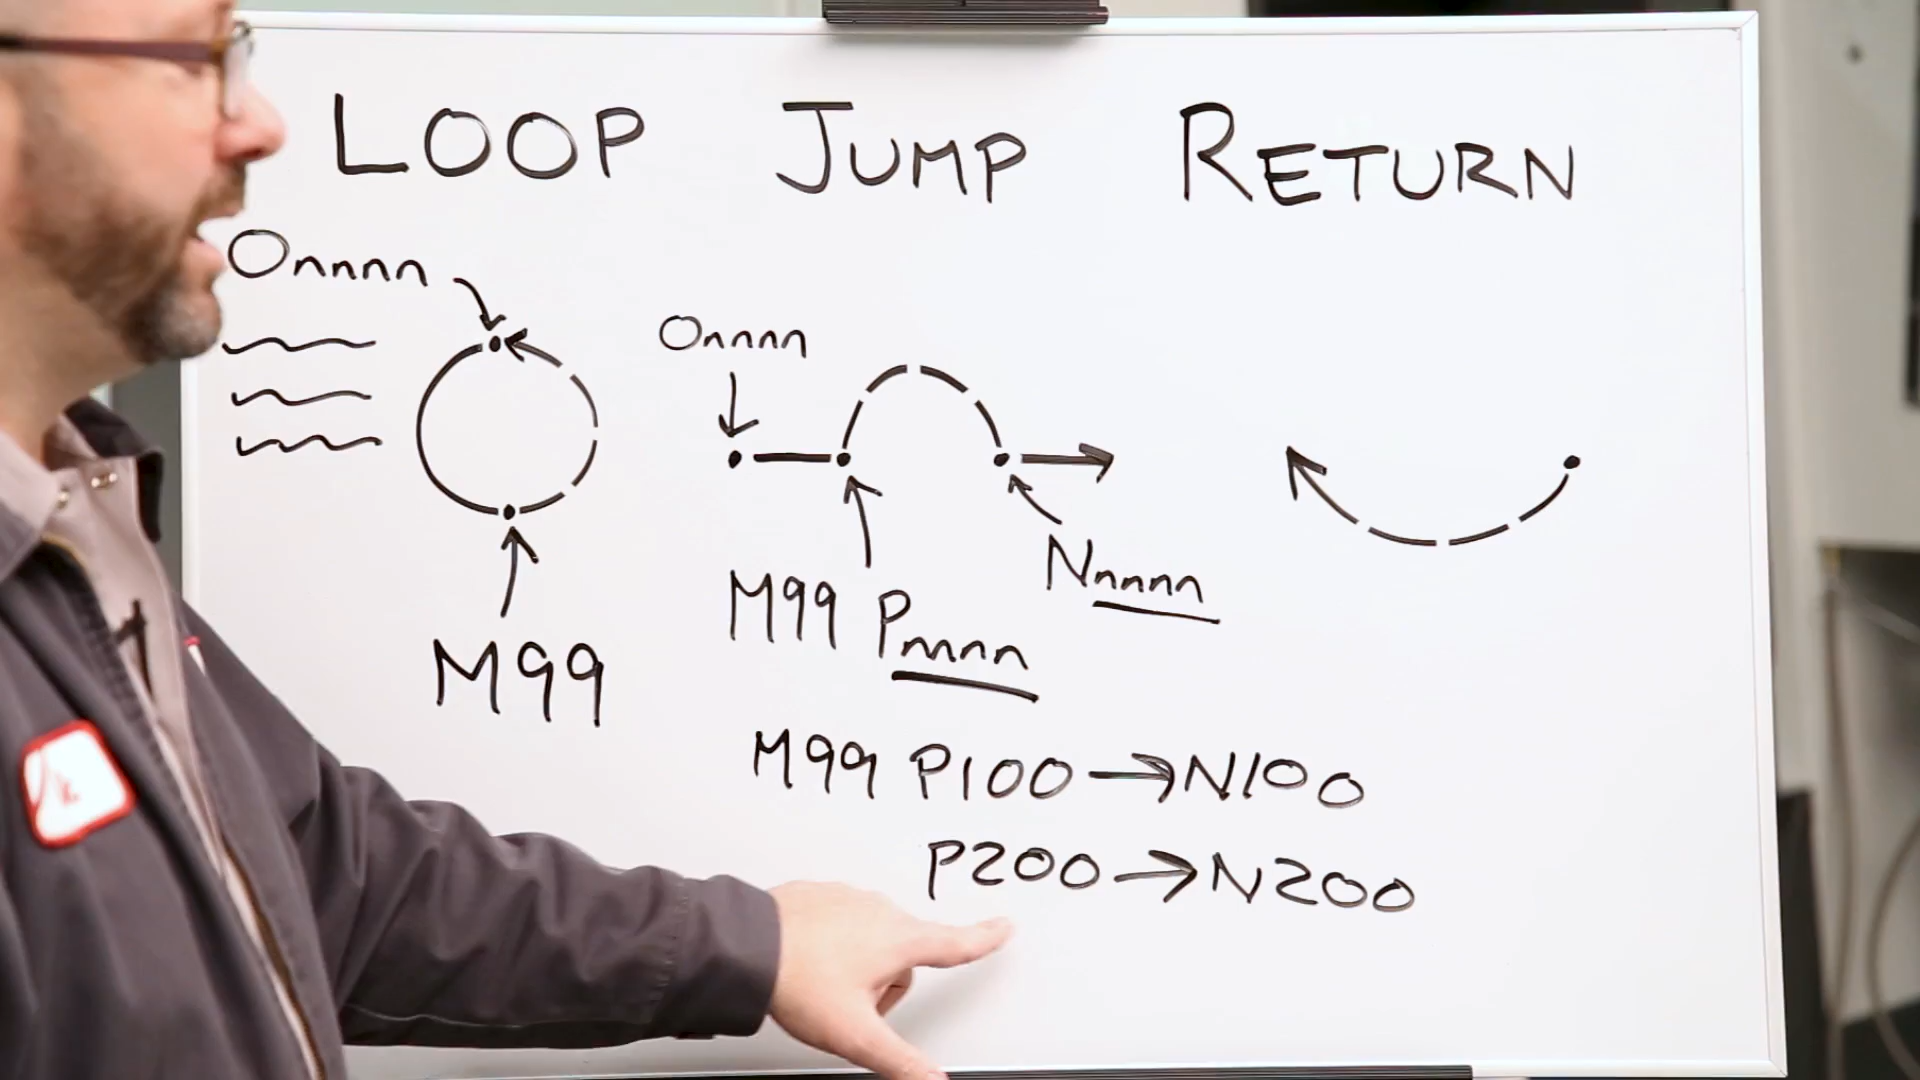 LOOP JUMP RETURN
Onnnn
Onnnn
M99
M99 Pnnnn
Nnnnn
M99 P100 → N100
P200 → N200